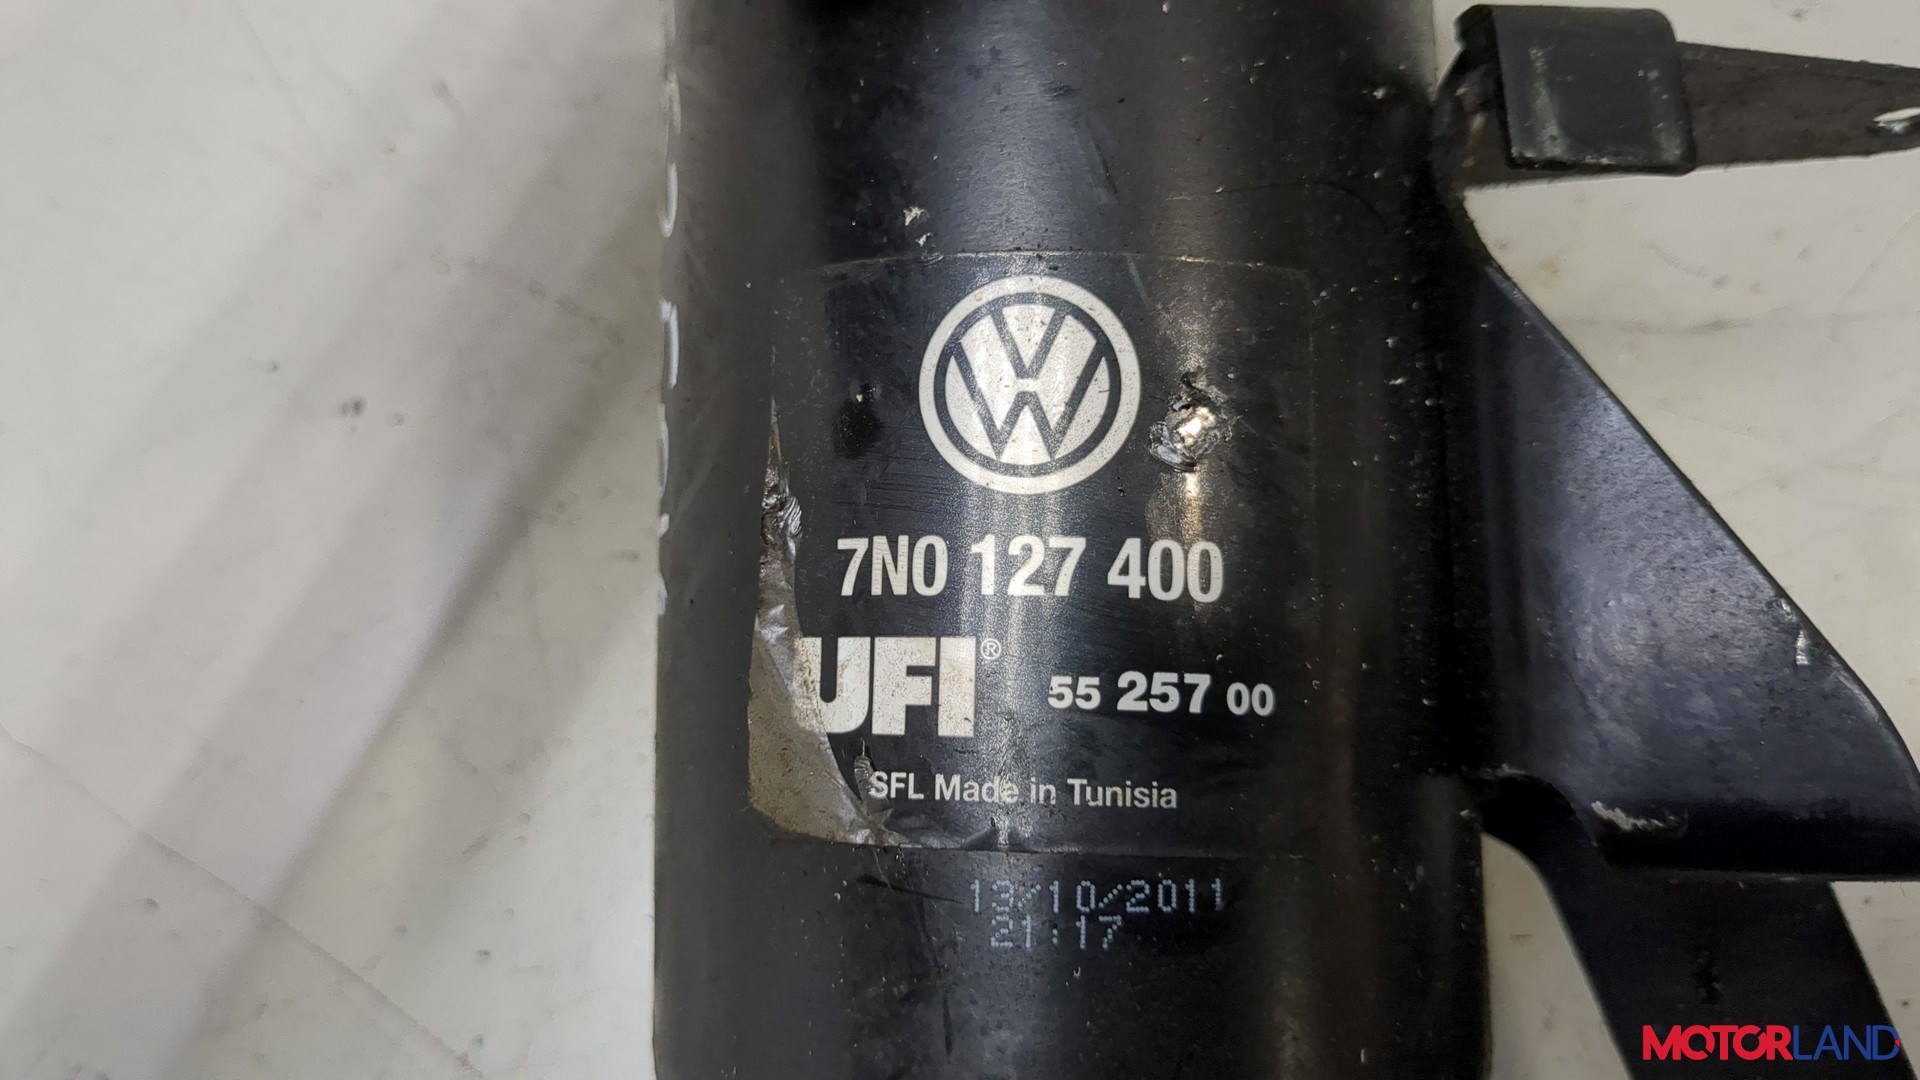 7N0 127 400
UFI® 55 257 00
SFL Made in Tunisia
13/10/2011
21:17
MOTORLAND